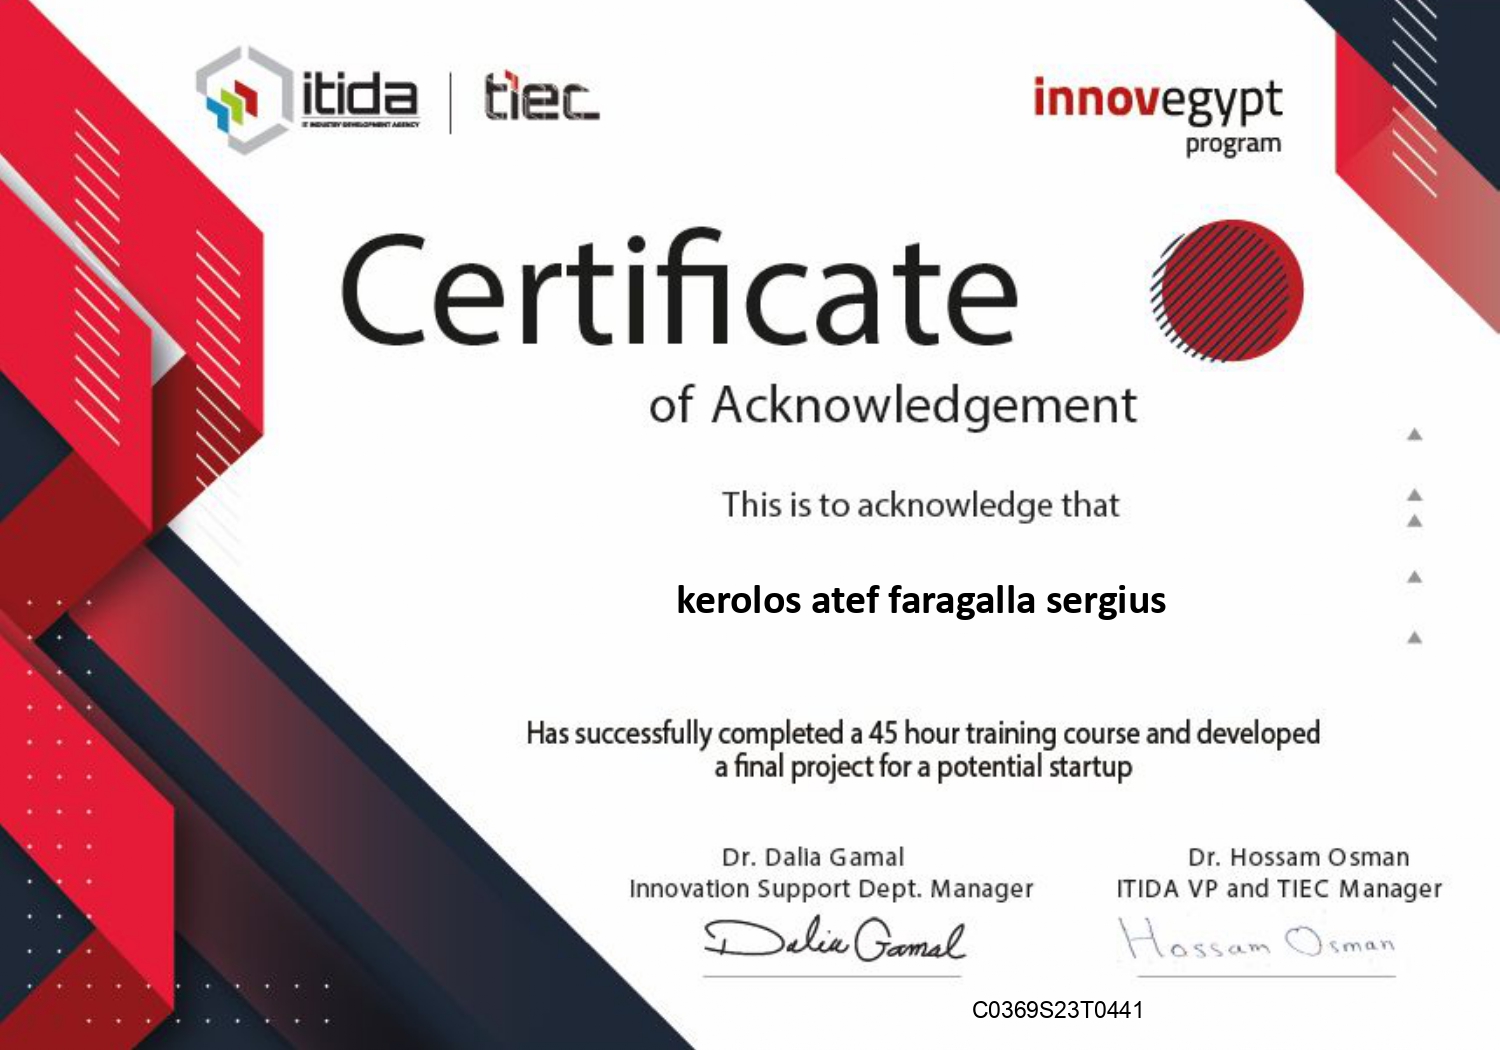 itida
IT INDUSTRY DEVELOPMENT AGENCY
tiec
innovegypt
program
Certificate
of Acknowledgement
This is to acknowledge that
kerolos atef faragalla sergius
Has successfully completed a 45 hour training course and developed
a final project for a potential startup
Dr. Dalia Gamal
Innovation Support Dept. Manager
Dalia Gamal
Dr. Hossam Osman
ITIDA VP and TIEC Manager
Hossam Osman
C0369S23T0441